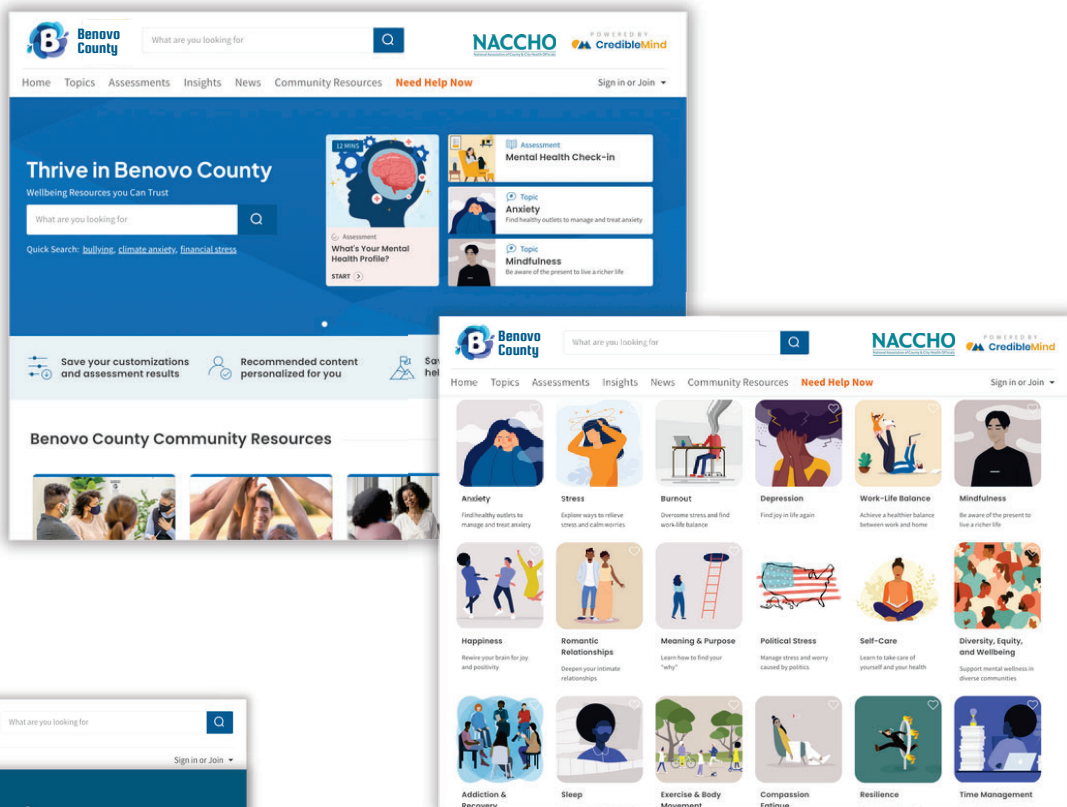 Benovo
County
What are you looking for
NACCHO
National Association of County & City Health Officials
POWERED BY
CredibleMind
Home Topics Assessments Insights News Community Resources Need Help Now Sign in or Join
Thrive in Benovo County
Wellbeing Resources you Can Trust
What are you looking for
Quick Search: bullying, climate anxiety, financial stress
12 MINS
Assessment
What's Your Mental
Health Profile?
START
Assessment
Mental Health Check-in
Topic
Anxiety
Find healthy outlets to manage and treat anxiety
Topic
Mindfulness
Be aware of the present to live a richer life
Save your customizations
and assessment results
Recommended content
personalized for you
Benovo County Community Resources
Benovo
County
What are you looking for
NACCHO
National Association of County & City Health Officials
POWERED BY
CredibleMind
Home Topics Assessments Insights News Community Resources Need Help Now Sign in or Join
Anxiety
Find healthy outlets to
manage and treat anxiety
Stress
Explore ways to relieve
stress and calm worries
Burnout
Overcome stress and find
work-life balance
Depression
Find joy in life again
Work-Life Balance
Achieve a healthier balance
between work and home
Mindfulness
Be aware of the present to
live a richer life
Happiness
Rewire your brain for joy
and positivity
Romantic
Relationships
Deepen your intimate
relationships
Meaning & Purpose
Learn how to find your
"why"
Political Stress
Manage stress and worry
caused by politics
Self-Care
Learn to take care of
yourself and your health
Diversity, Equity,
and Wellbeing
Support mental wellness in
diverse communities
Addiction &
Recovery
Sleep
Exercise & Body
Movement
Compassion
Fatigue
Resilience
Time Management
What are you looking for
Sign in or Join